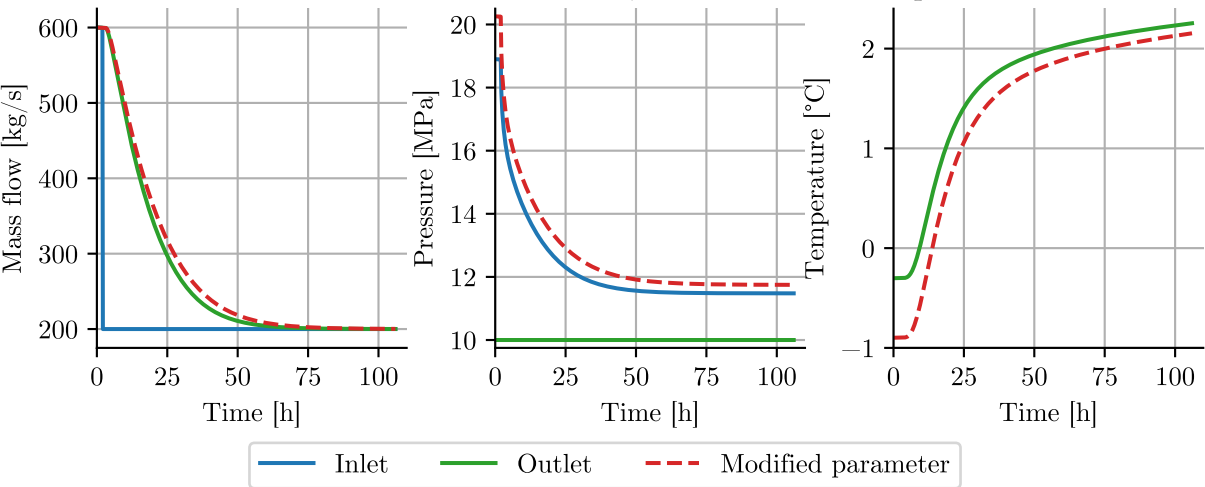 Mass flow [kg/s]
600
500
400
300
200
0 25 50 75 100
Time [h]
Pressure [MPa]
20
18
16
14
12
10
0 25 50 75 100
Time [h]
Temperature [°C]
2
1
0
−1
0 25 50 75 100
Time [h]
Inlet Outlet Modified parameter